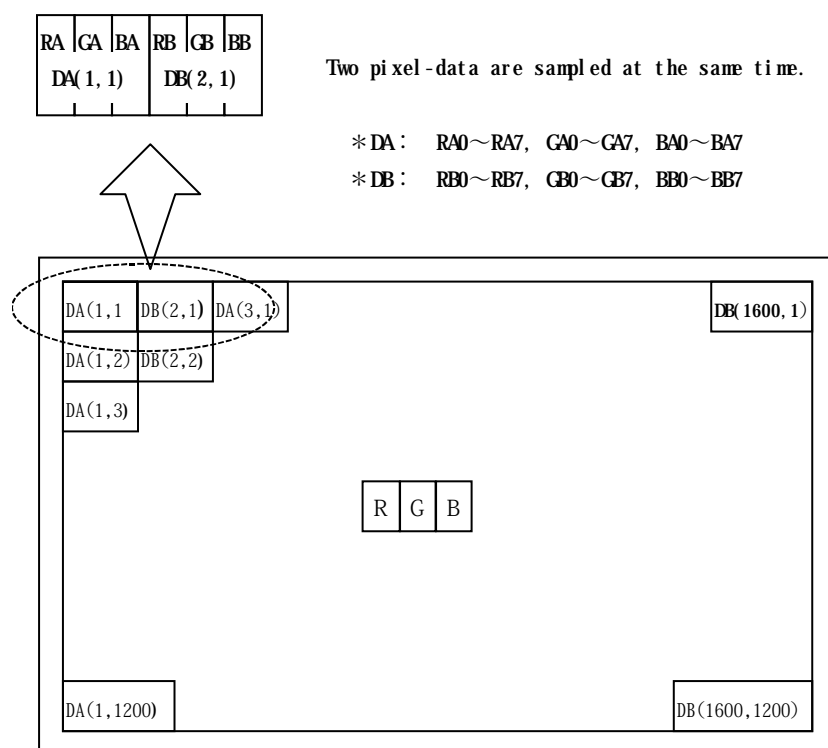 RA GA BA RB GB BB
DA(1,1) DB(2,1)
Two pixel-data are sampled at the same time.
＊DA： RA0～RA7, GA0～GA7, BA0～BA7
＊DB： RB0～RB7, GB0～GB7, BB0～BB7
DA(1,1 DB(2,1) DA(3,1) DB(1600,1)
DA(1,2) DB(2,2)
DA(1,3)
R G B
DA(1,1200) DB(1600,1200)